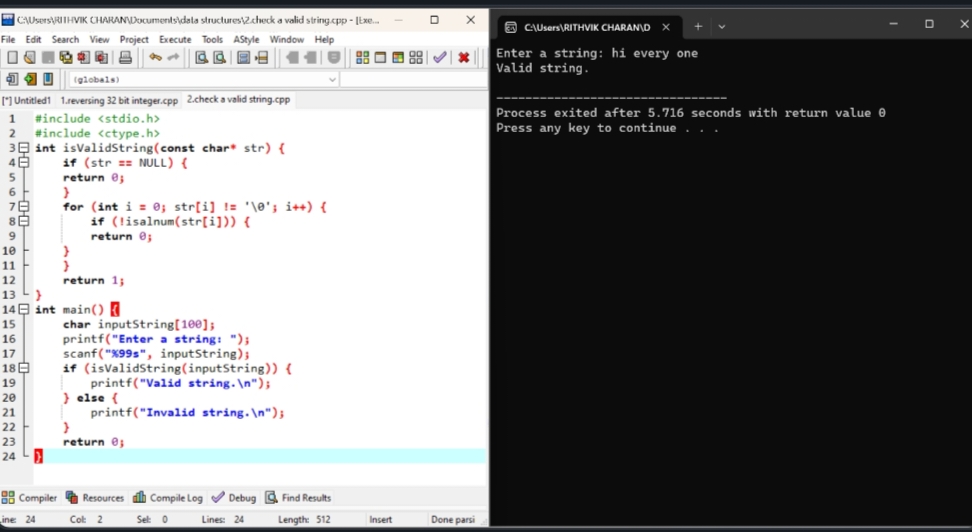 C:\Users\RITHVIK CHARAN\Documents\data structures\2.check a valid string.cpp - [Exe...
File Edit Search View Project Execute Tools AStyle Window Help
(globals)
[*] Untitled1 1.reversing 32 bit integer.cpp 2.check a valid string.cpp
1 #include <stdio.h>
2 #include <ctype.h>
3 int isValidString(const char* str) {
4 if (str == NULL) {
5 return 0;
6 }
7 for (int i = 0; str[i] != '\0'; i++) {
8 if (!isalnum(str[i])) {
9 return 0;
10 }
11 }
12 return 1;
13 }
14 int main() {
15 char inputString[100];
16 printf("Enter a string: ");
17 scanf("%99s", inputString);
18 if (isValidString(inputString)) {
19 printf("Valid string.\n");
20 } else {
21 printf("Invalid string.\n");
22 }
23 return 0;
24 }
Compiler Resources Compile Log Debug Find Results
ine: 24 Col: 2 Sel: 0 Lines: 24 Length: 512 Insert Done parsi
C:\Users\RITHVIK CHARAN\D
Enter a string: hi every one
Valid string.
--------------------------------
Process exited after 5.716 seconds with return value 0
Press any key to continue . . .